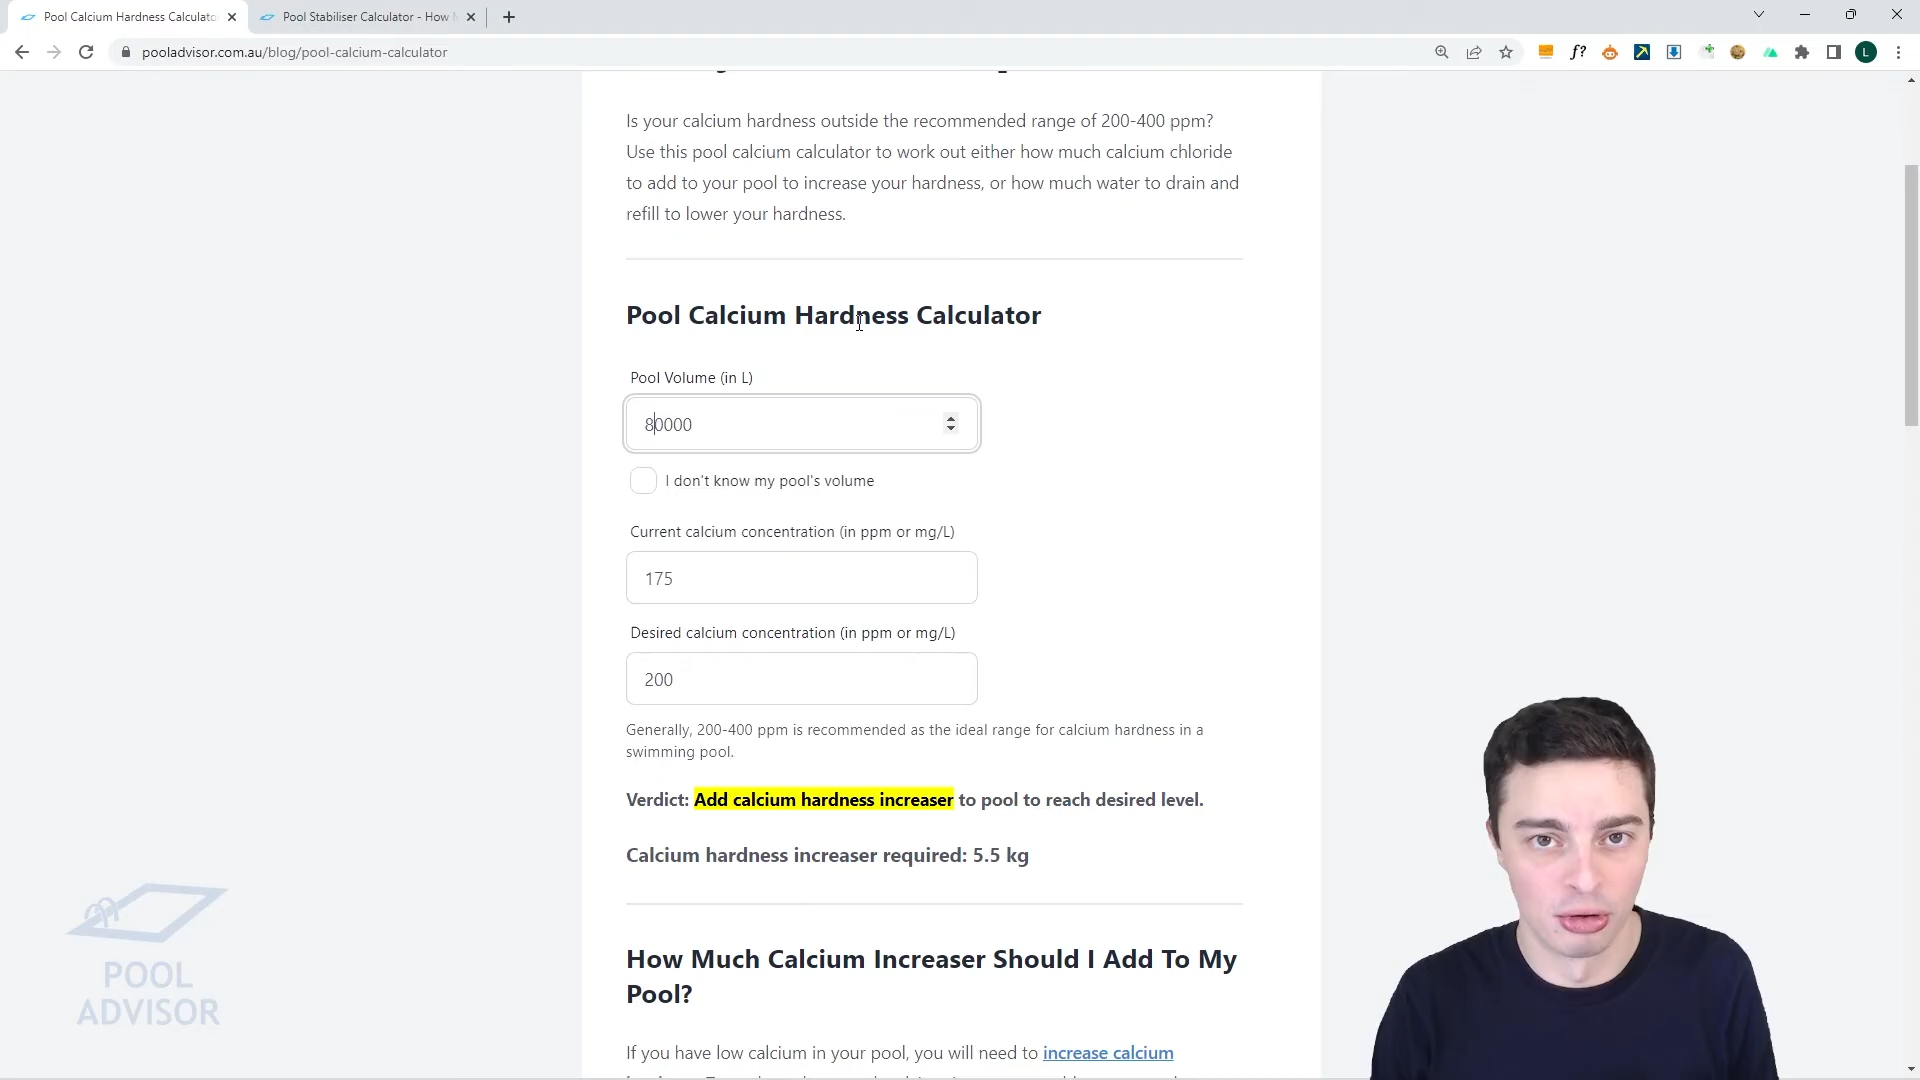 Pool Calcium Hardness Calculato
Pool Stabiliser Calculator - How
pooladvisor.com.au/blog/pool-calcium-calculator
f?
L
Is your calcium hardness outside the recommended range of 200-400 ppm?
Use this pool calcium calculator to work out either how much calcium chloride
to add to your pool to increase your hardness, or how much water to drain and
refill to lower your hardness.
Pool Calcium Hardness Calculator
Pool Volume (in L)
80000
I don't know my pool's volume
Current calcium concentration (in ppm or mg/L)
175
Desired calcium concentration (in ppm or mg/L)
200
Generally, 200-400 ppm is recommended as the ideal range for calcium hardness in a
swimming pool.
Verdict: Add calcium hardness increaser to pool to reach desired level.
Calcium hardness increaser required: 5.5 kg
How Much Calcium Increaser Should I Add To My
Pool?
If you have low calcium in your pool, you will need to increase calcium
POOL
ADVISOR